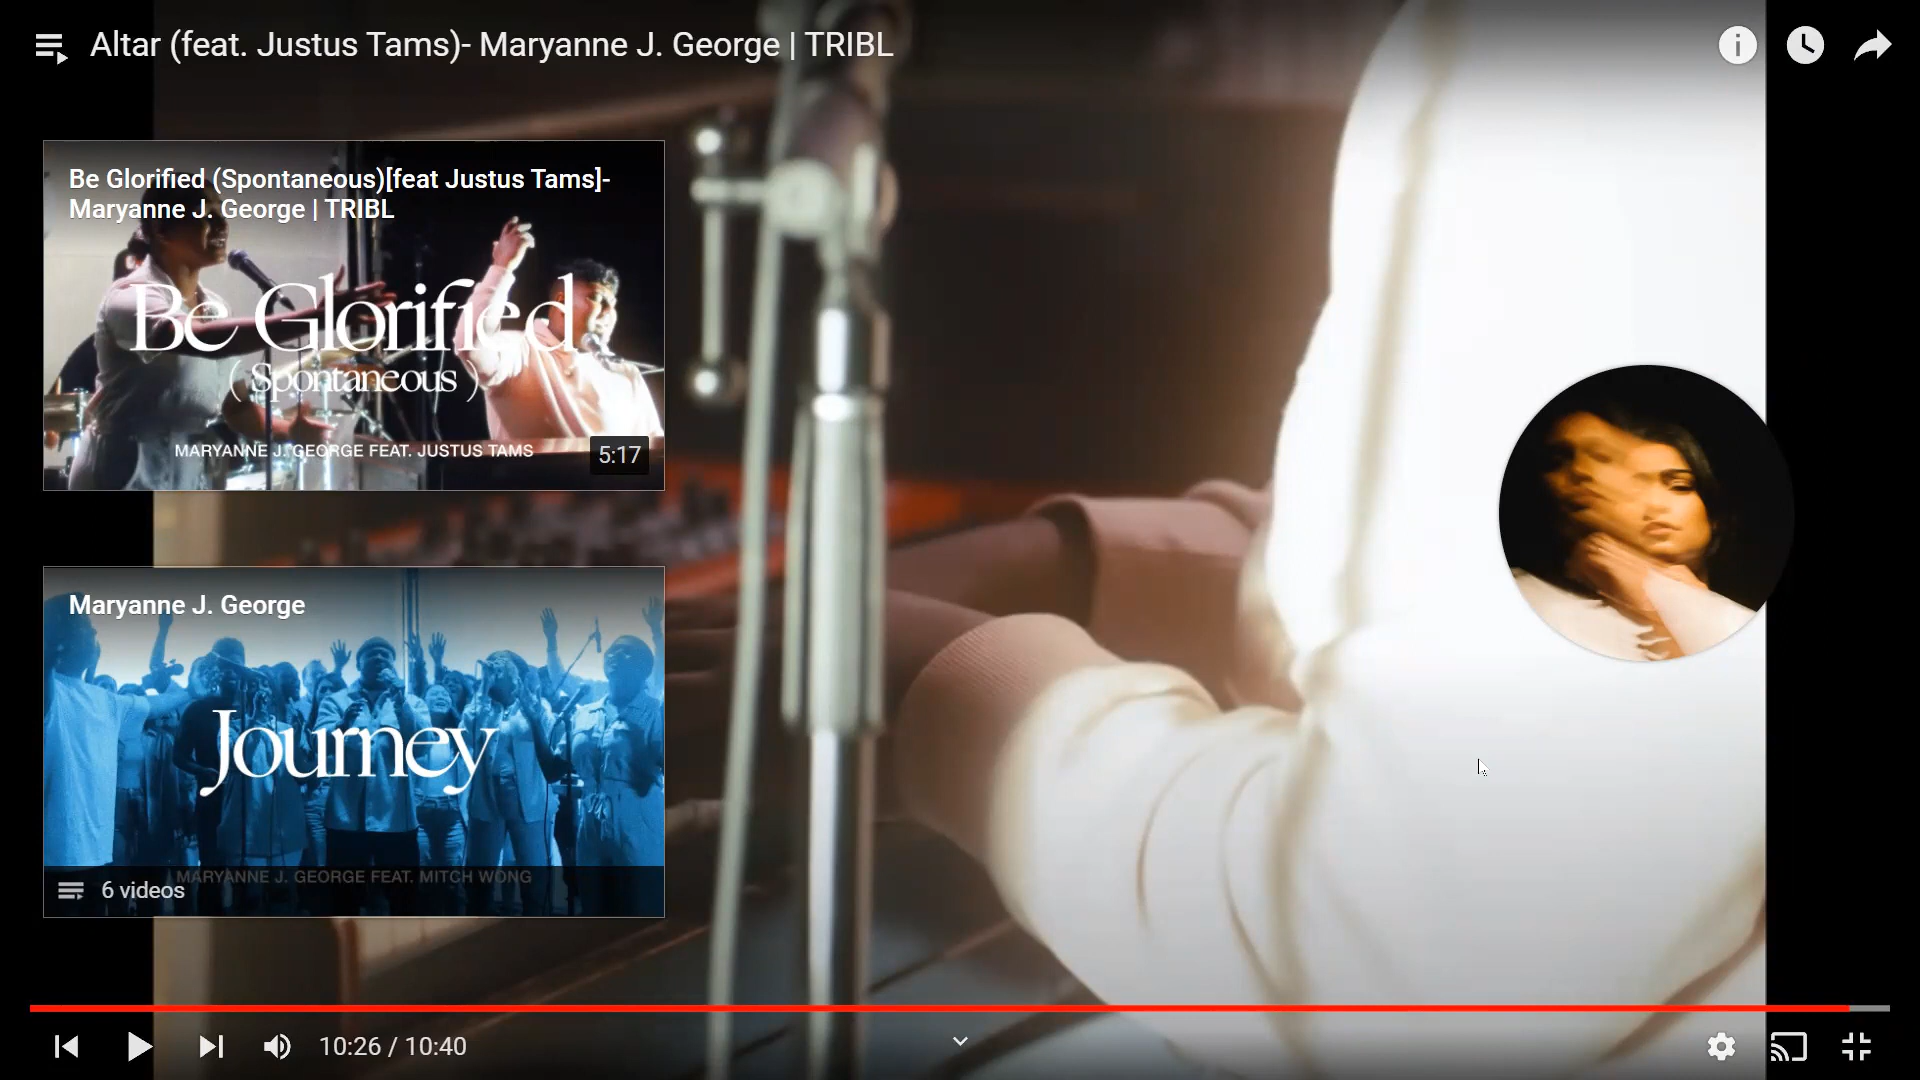 Altar (feat. Justus Tams)- Maryanne J. George | TRIBL
Be Glorified (Spontaneous)[feat Justus Tams]-
Maryanne J. George | TRIBL
Be Glorified
( Spontaneous )
MARYANNE J. GEORGE FEAT. JUSTUS TAMS
5:17
Maryanne J. George
Journey
MARYANNE J. GEORGE FEAT. MITCH WONG
6 videos
10:26 / 10:40